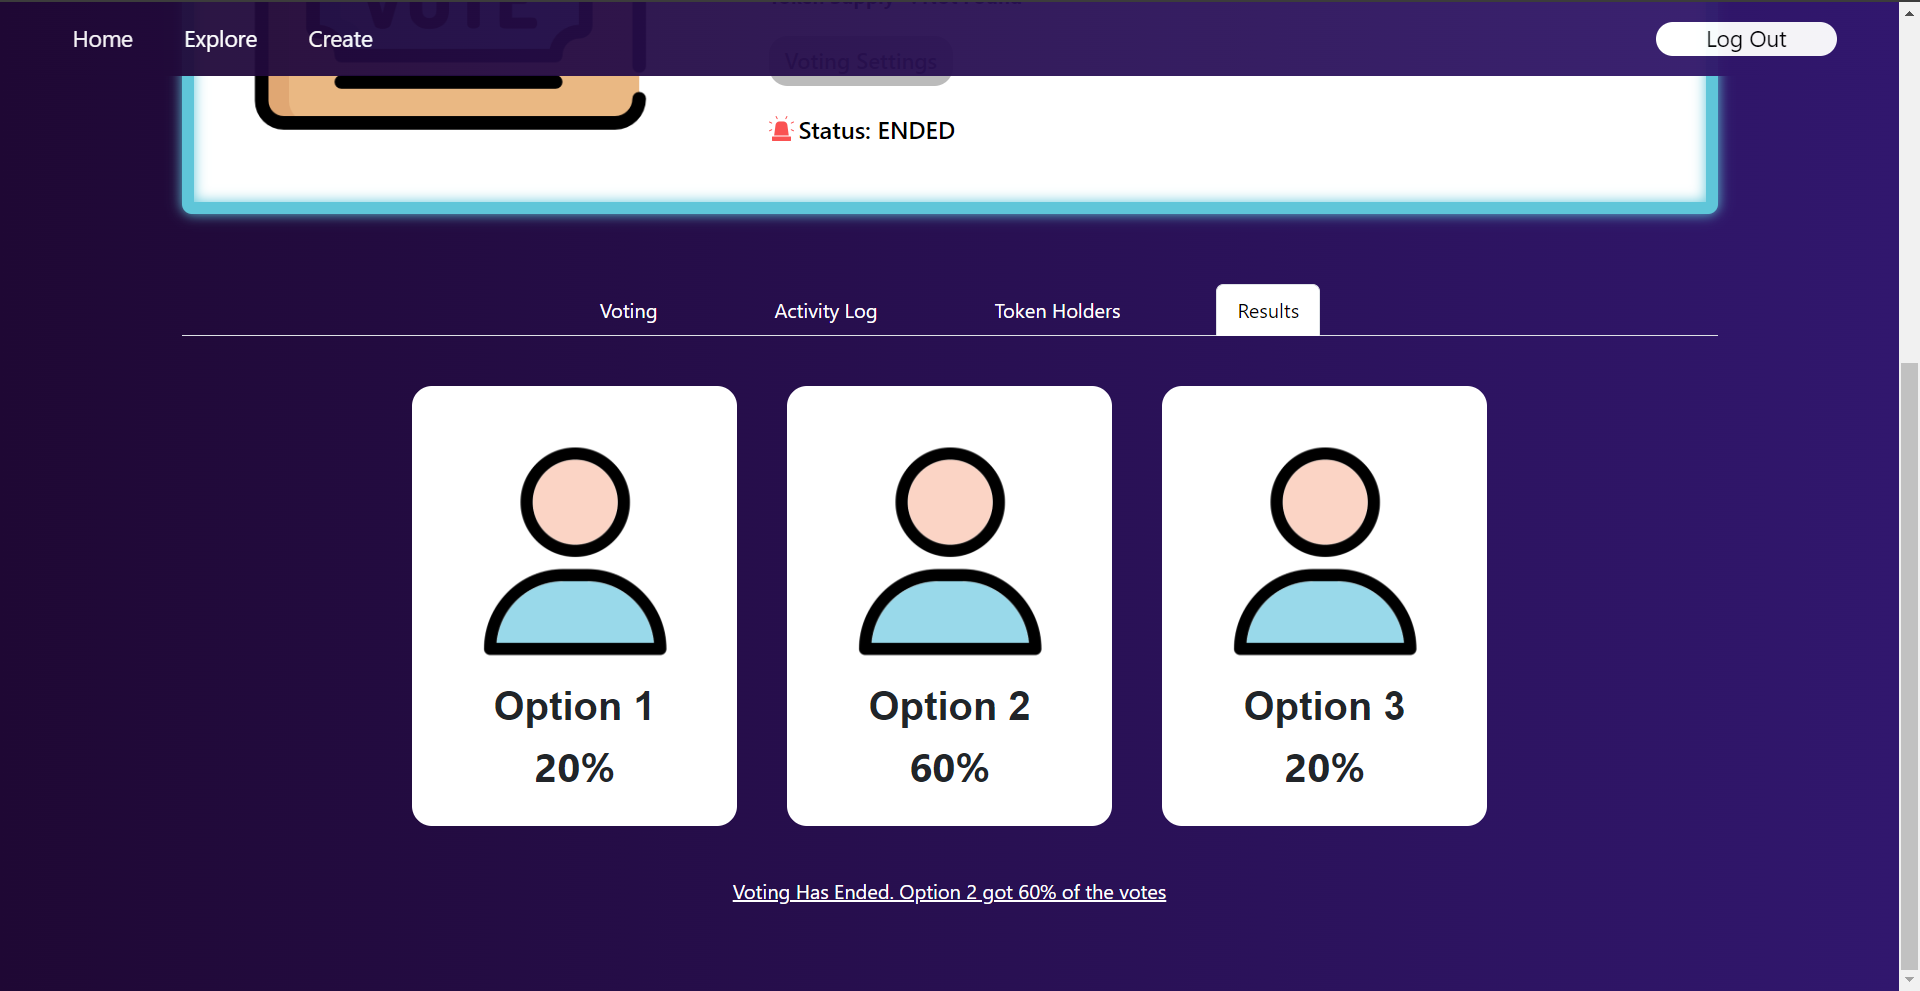 Home
Explore
Create
Log Out
VOTE
Voting Settings
Status: ENDED
Voting
Activity Log
Token Holders
Results
Option 1
20%
Option 2
60%
Option 3
20%
Voting Has Ended. Option 2 got 60% of the votes